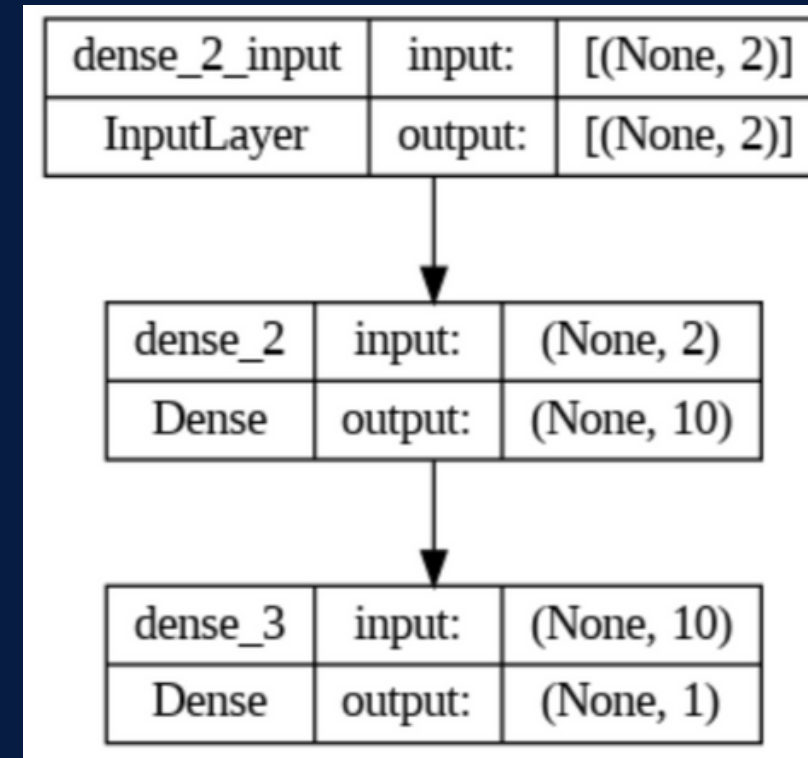 dense_2_input input: [(None, 2)]
InputLayer output: [(None, 2)]
dense_2 input: (None, 2)
Dense output: (None, 10)
dense_3 input: (None, 10)
Dense output: (None, 1)